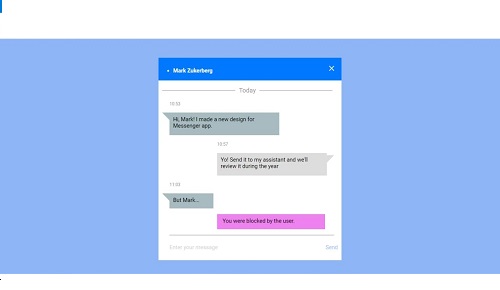 Mark Zukerberg
Today
10:53
Hi, Mark! I made a new design for
Messenger app.
10:57
Yo! Send it to my assistant and we'll
review it during the year.
11:03
But Mark...
You were blocked by the user.
Enter your message
Send